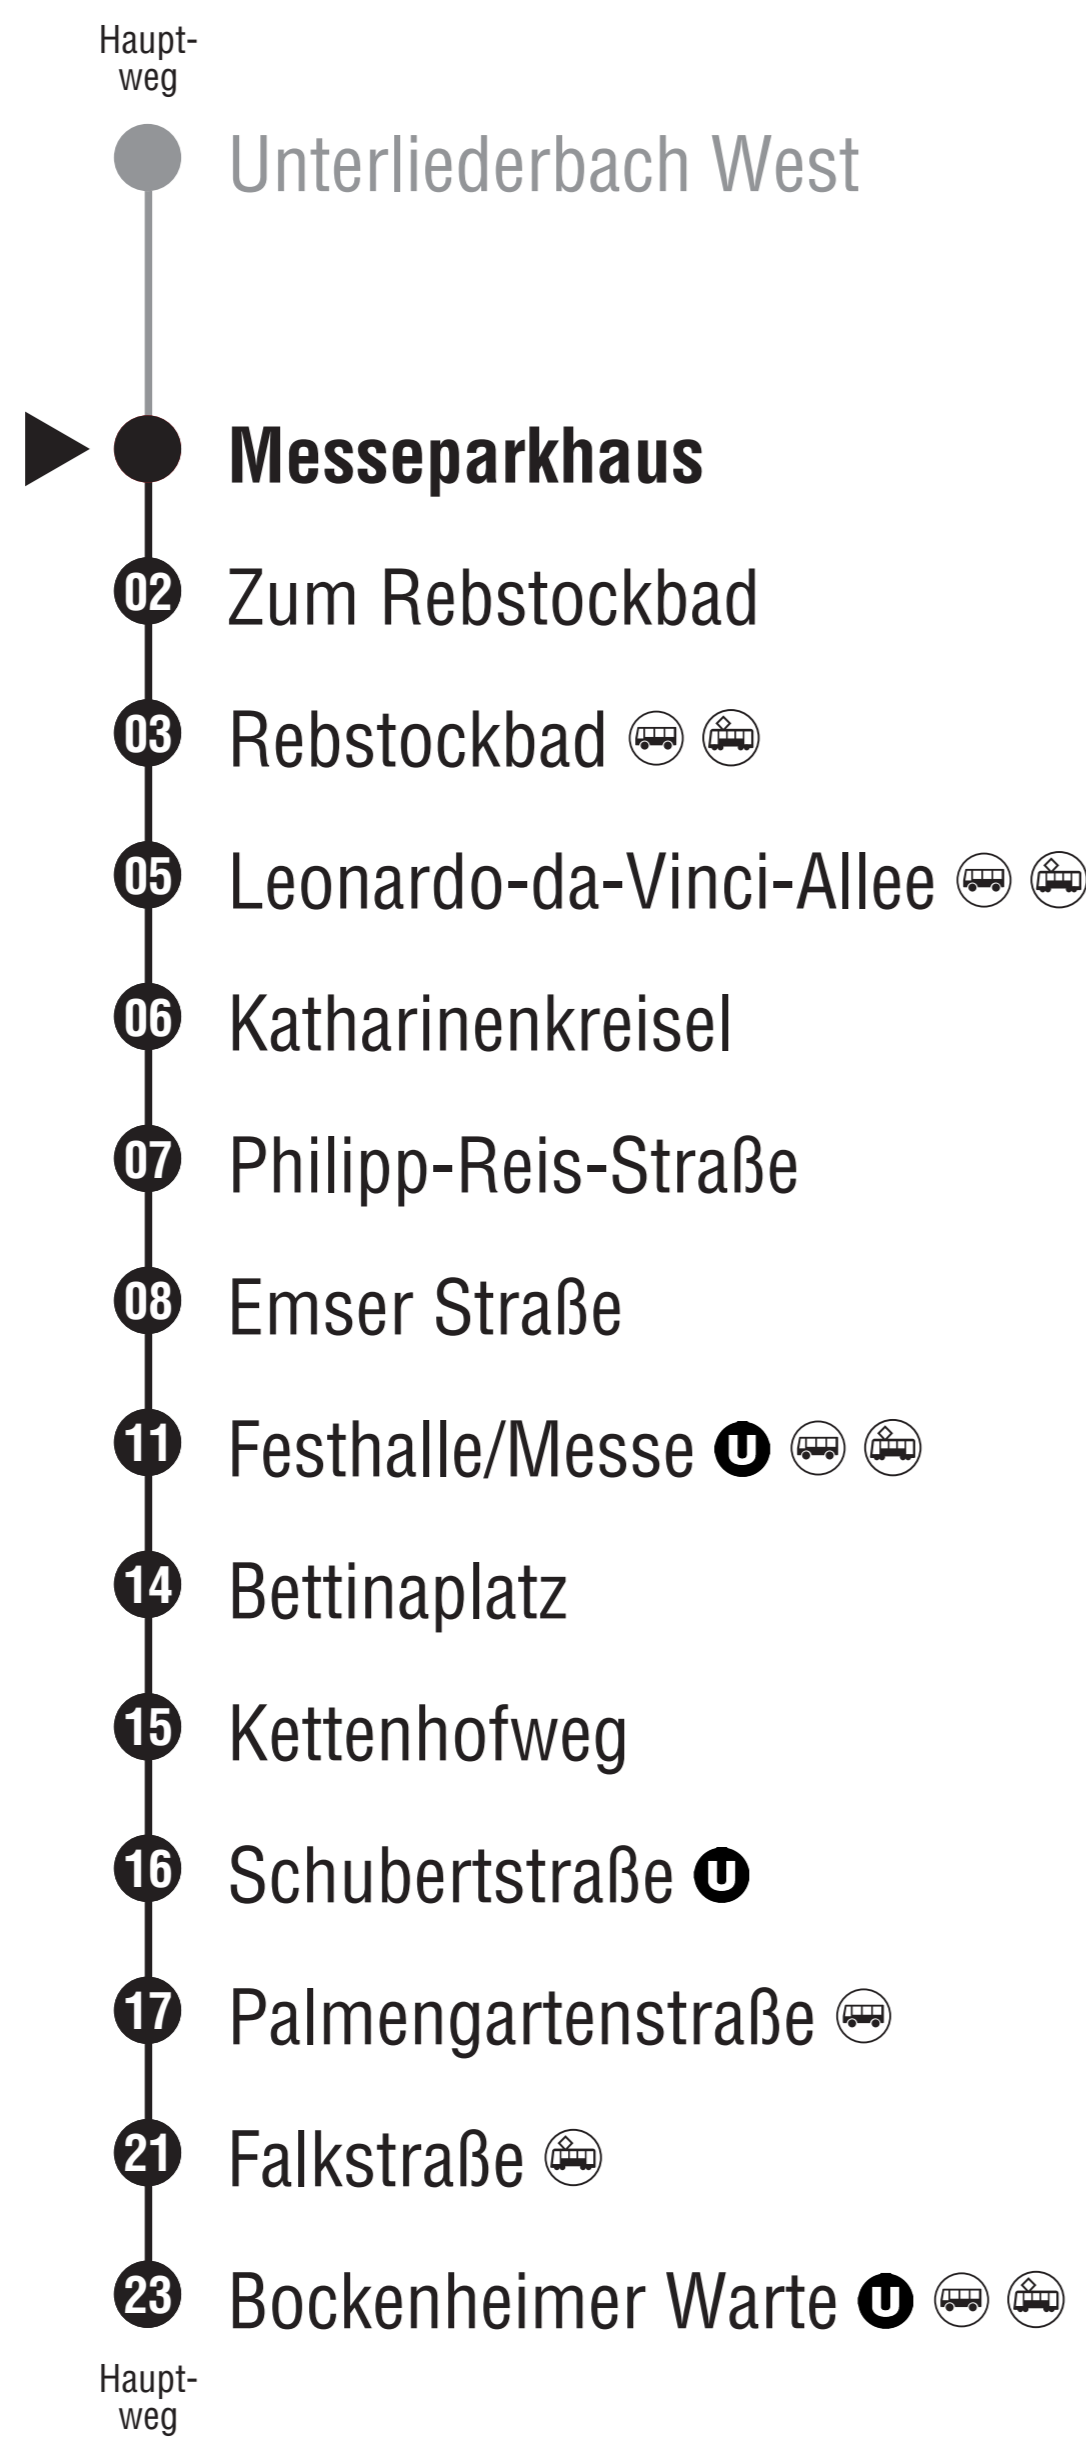 Haupt-
weg
Unterliederbach West
Messeparkhaus
02 Zum Rebstockbad
03 Rebstockbad
05 Leonardo-da-Vinci-Allee
06 Katharinenkreisel
07 Philipp-Reis-Straße
08 Emser Straße
11 Festhalle/Messe U
14 Bettinaplatz
15 Kettenhofweg
16 Schubertstraße U
17 Palmengartenstraße
21 Falkstraße
23 Bockenheimer Warte U
Haupt-
weg